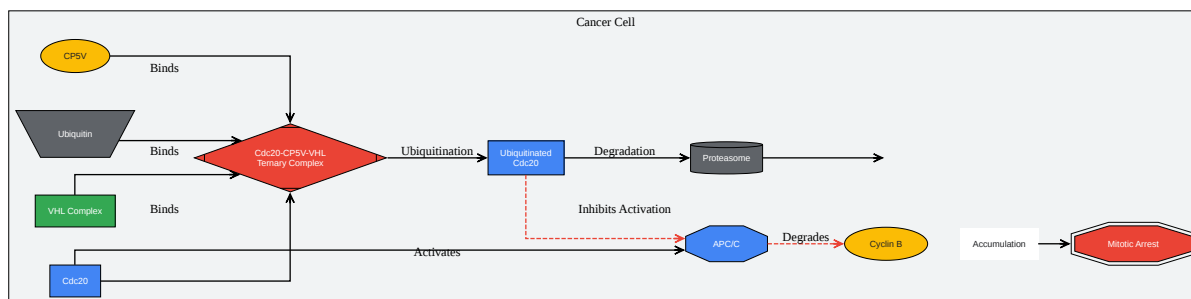 Cancer Cell
CP5V
Binds
Ubiquitin
Binds
Cdc20-CP5V-VHL
Ternary Complex
Ubiquitination
Ubiquitinated
Cdc20
Degradation
Proteasome
VHL Complex
Binds
Inhibits Activation
Activates
APC/C
Degrades
Cyclin B
Accumulation
Mitotic Arrest
Cdc20